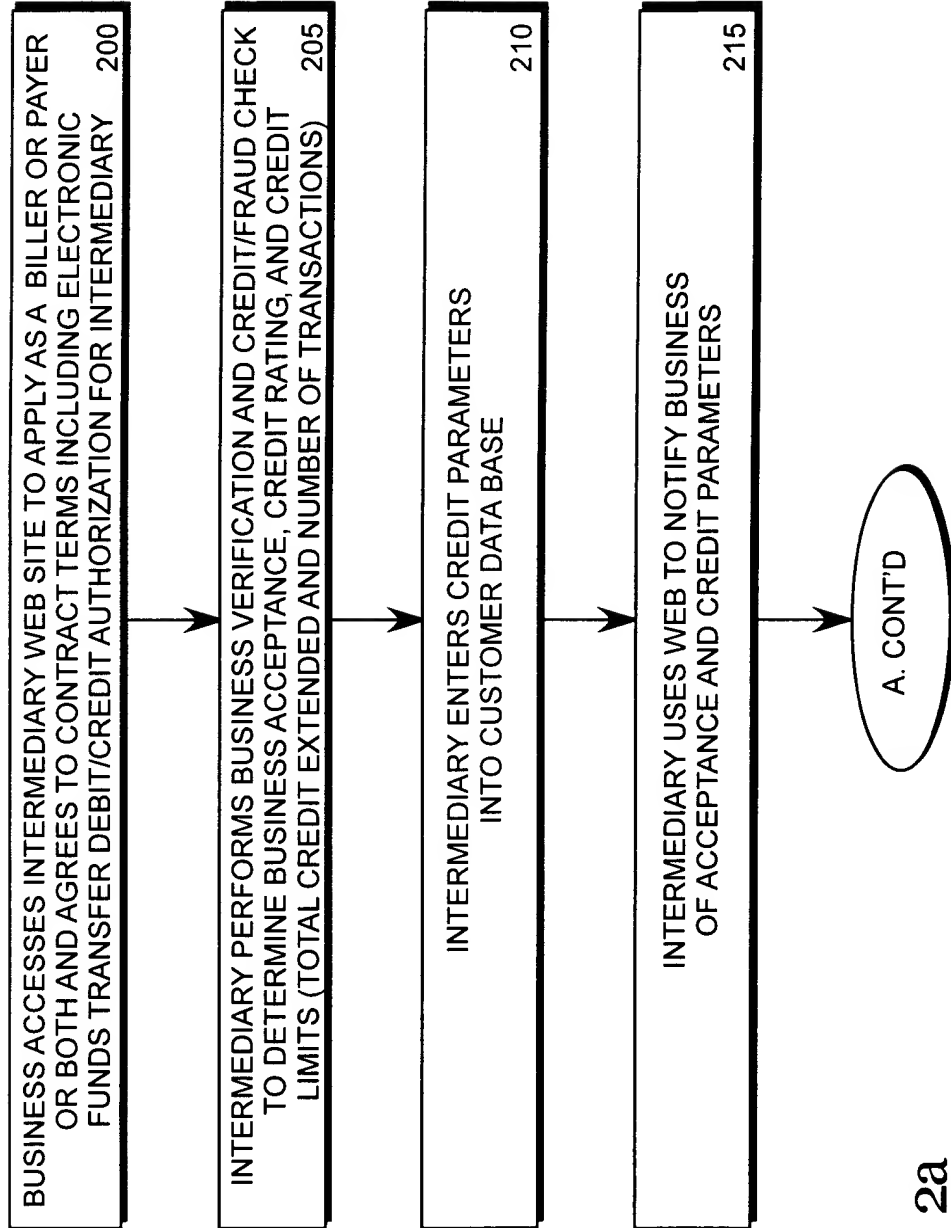 BUSINESS ACCESSES INTERMEDIARY WEB SITE TO APPLY AS A BILLER OR PAYER
OR BOTH AND AGREES TO CONTRACT TERMS INCLUDING ELECTRONIC
FUNDS TRANSFER DEBIT/CREDIT AUTHORIZATION FOR INTERMEDIARY
200
INTERMEDIARY PERFORMS BUSINESS VERIFICATION AND CREDIT/FRAUD CHECK
TO DETERMINE BUSINESS ACCEPTANCE, CREDIT RATING, AND CREDIT
LIMITS (TOTAL CREDIT EXTENDED AND NUMBER OF TRANSACTIONS)
205
INTERMEDIARY ENTERS CREDIT PARAMETERS
INTO CUSTOMER DATA BASE
210
INTERMEDIARY USES WEB TO NOTIFY BUSINESS
OF ACCEPTANCE AND CREDIT PARAMETERS
215
A. CONT'D
2a